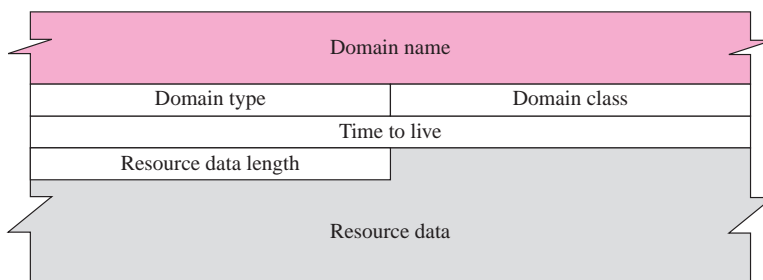 Domain name
Domain type Domain class
Time to live
Resource data length
Resource data